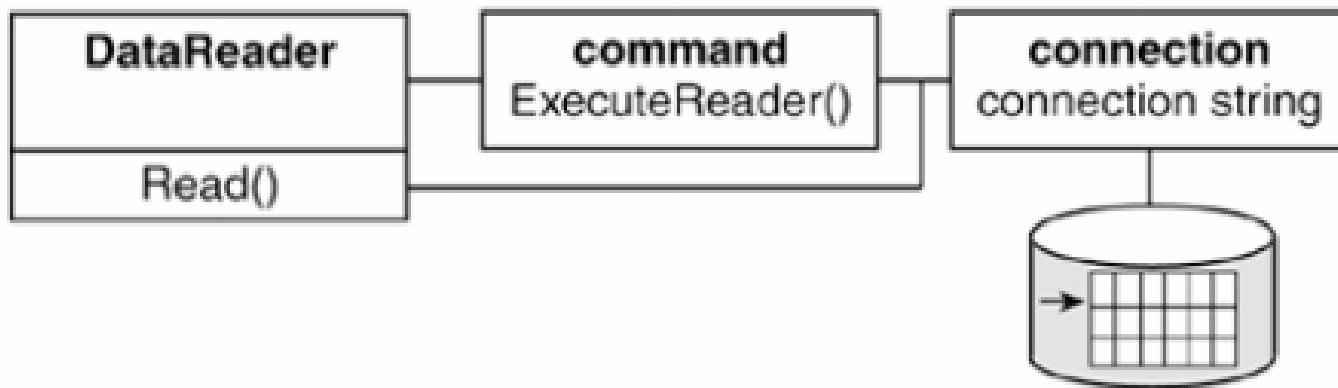 DataReader
Read()
command
ExecuteReader()
connection
connection string